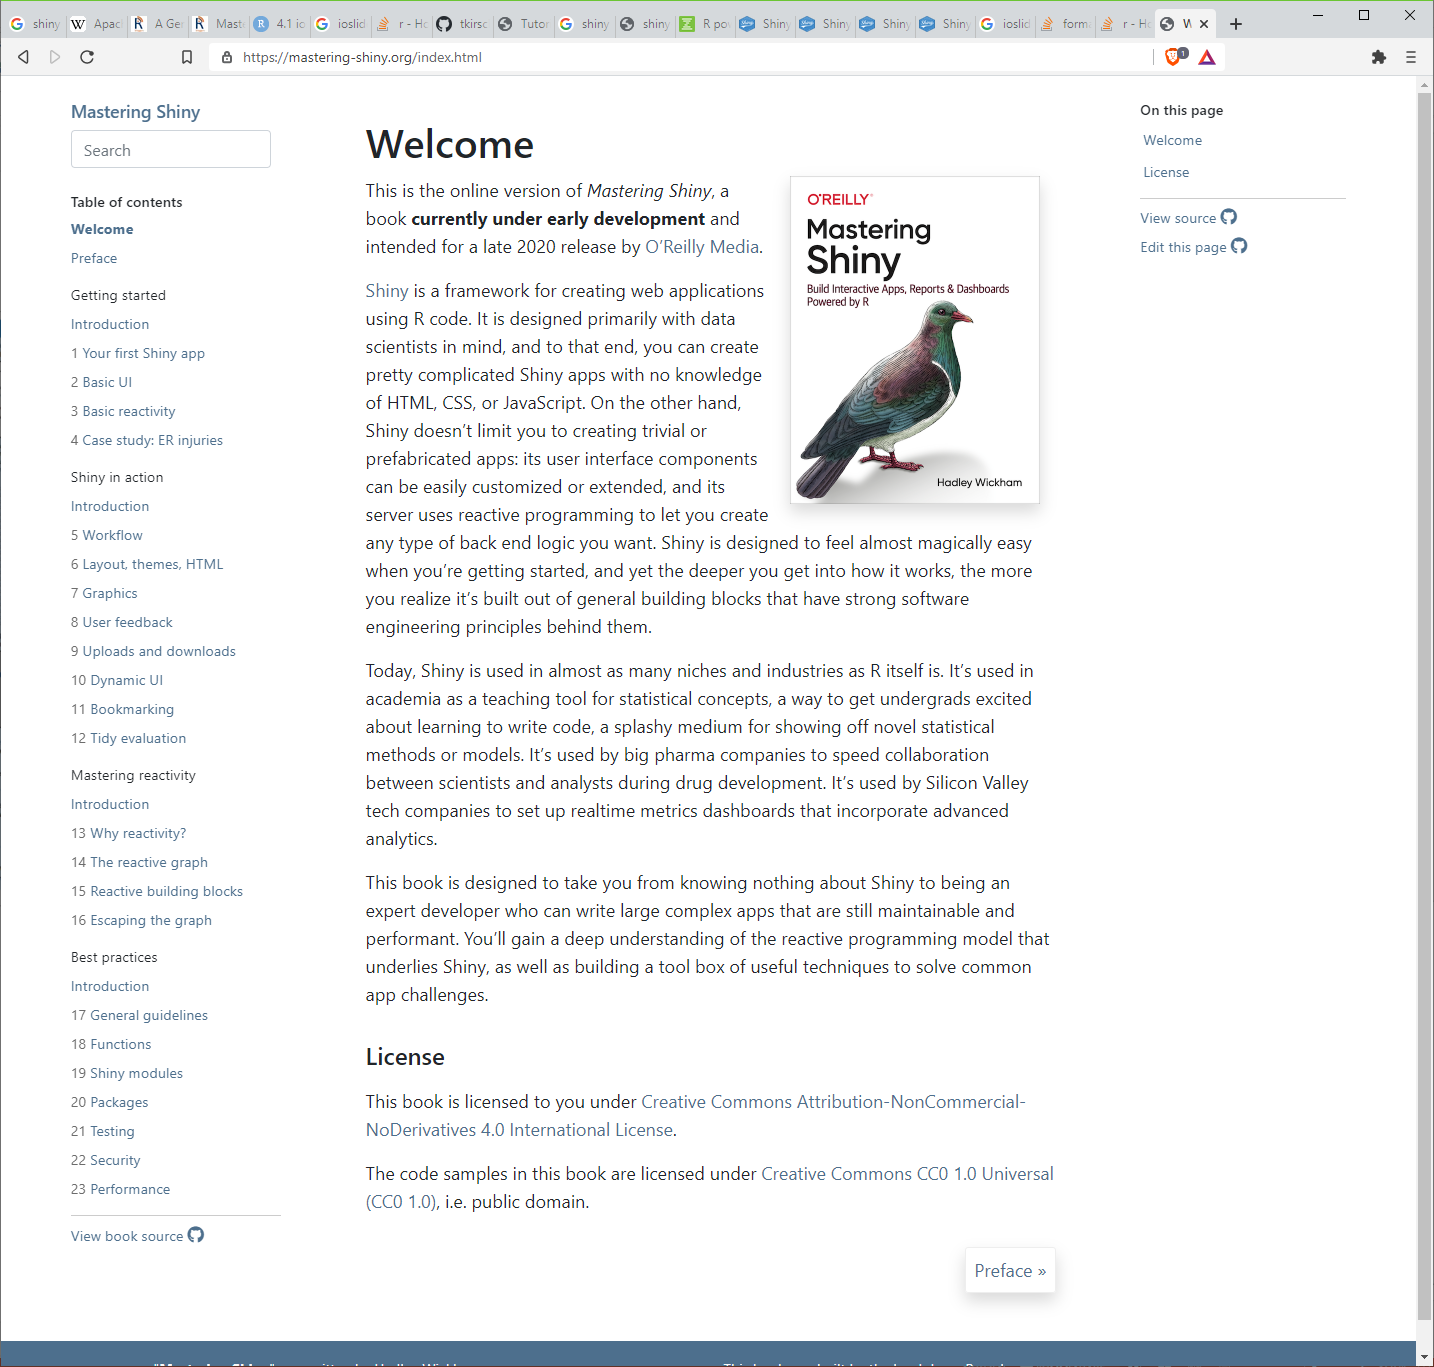 shiny
Apac
A Ge
Mast
4.1 io
ioslid
r - Ho
tkirsc
Tutor
shiny
shiny
R po
Shiny
Shiny
Shiny
Shiny
ioslid
form
r - Ho
W
https://mastering-shiny.org/index.html
1
Mastering Shiny
Search
Table of contents
Welcome
Preface
Getting started
Introduction
1 Your first Shiny app
2 Basic UI
3 Basic reactivity
4 Case study: ER injuries
Shiny in action
Introduction
5 Workflow
6 Layout, themes, HTML
7 Graphics
8 User feedback
9 Uploads and downloads
10 Dynamic UI
11 Bookmarking
12 Tidy evaluation
Mastering reactivity
Introduction
13 Why reactivity?
14 The reactive graph
15 Reactive building blocks
16 Escaping the graph
Best practices
Introduction
17 General guidelines
18 Functions
19 Shiny modules
20 Packages
21 Testing
22 Security
23 Performance
View book source
Welcome
This is the online version of Mastering Shiny, a
book currently under early development and
intended for a late 2020 release by O’Reilly Media.
Shiny is a framework for creating web applications
using R code. It is designed primarily with data
scientists in mind, and to that end, you can create
pretty complicated Shiny apps with no knowledge
of HTML, CSS, or JavaScript. On the other hand,
Shiny doesn’t limit you to creating trivial or
prefabricated apps: its user interface components
can be easily customized or extended, and its
server uses reactive programming to let you create
any type of back end logic you want. Shiny is designed to feel almost magically easy
when you’re getting started, and yet the deeper you get into how it works, the more
you realize it’s built out of general building blocks that have strong software
engineering principles behind them.
O'REILLY®
Mastering
Shiny
Build Interactive Apps, Reports & Dashboards
Powered by R
Hadley Wickham
Today, Shiny is used in almost as many niches and industries as R itself is. It’s used in
academia as a teaching tool for statistical concepts, a way to get undergrads excited
about learning to write code, a splashy medium for showing off novel statistical
methods or models. It’s used by big pharma companies to speed collaboration
between scientists and analysts during drug development. It’s used by Silicon Valley
tech companies to set up realtime metrics dashboards that incorporate advanced
analytics.
This book is designed to take you from knowing nothing about Shiny to being an
expert developer who can write large complex apps that are still maintainable and
performant. You’ll gain a deep understanding of the reactive programming model that
underlies Shiny, as well as building a tool box of useful techniques to solve common
app challenges.
License
This book is licensed to you under Creative Commons Attribution-NonCommercial-
NoDerivatives 4.0 International License.
The code samples in this book are licensed under Creative Commons CC0 1.0 Universal
(CC0 1.0), i.e. public domain.
Preface »
On this page
Welcome
License
View source
Edit this page